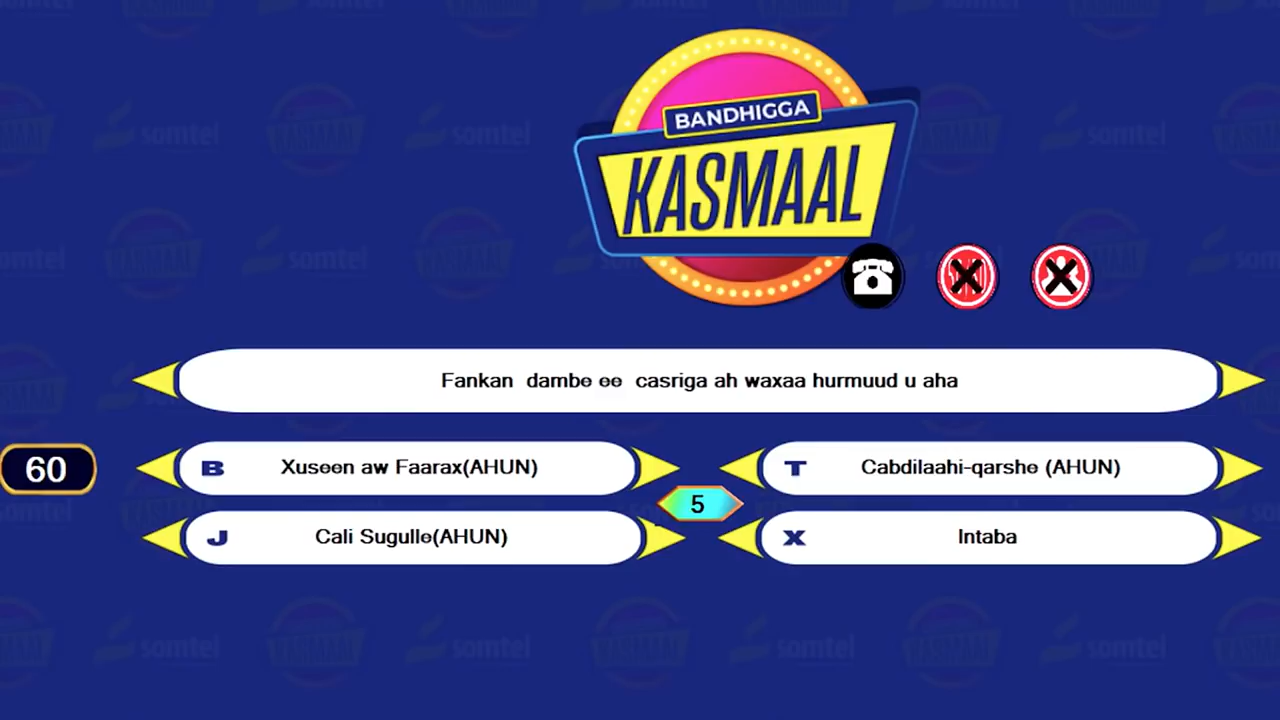 BANDHIGGA
KASMAAL
Fankan dambe ee casriga ah waxaa hurmuud u aha
60
B Xuseen aw Faarax(AHUN)
T Cabdilaahi-qarshe (AHUN)
5
J Cali Sugulle(AHUN)
X Intaba
somtel